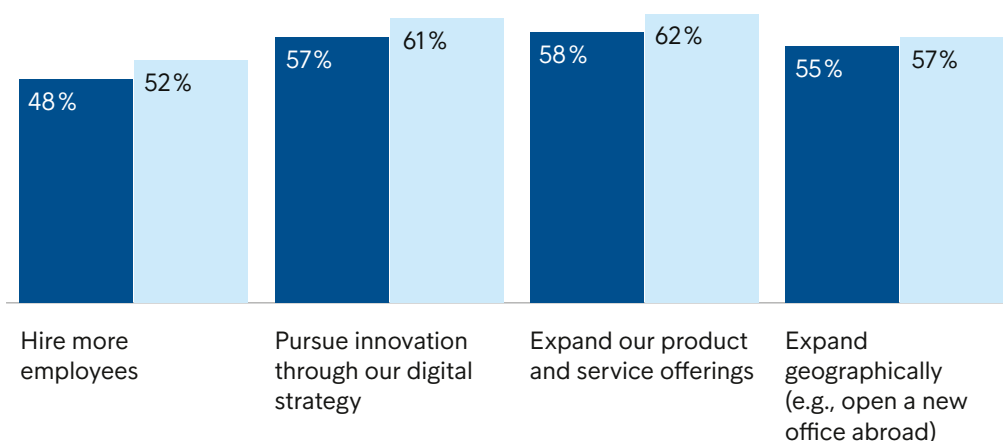 48%
52%
57%
61%
58%
62%
55%
57%
Hire more
employees
Pursue innovation
through our digital
strategy
Expand our product
and service offerings
Expand
geographically
(e.g., open a new
office abroad)